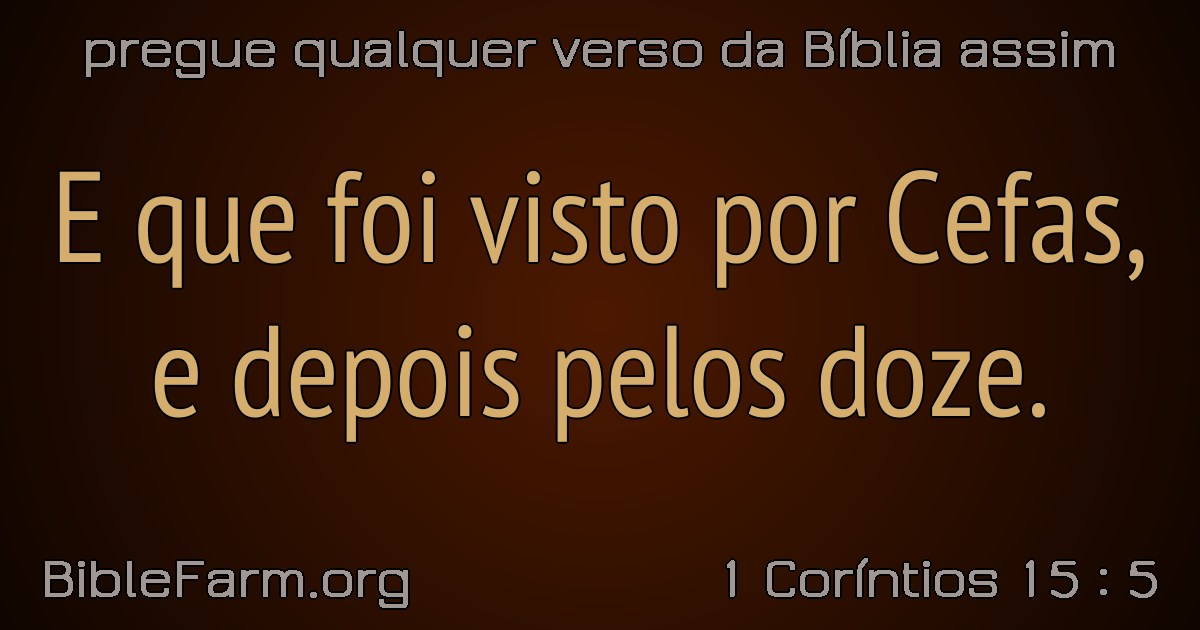 pregue qualquer verso da Bíblia assim
E que foi visto por Cefas,
e depois pelos doze.
BibleFarm.org
1 Coríntios 15 : 5